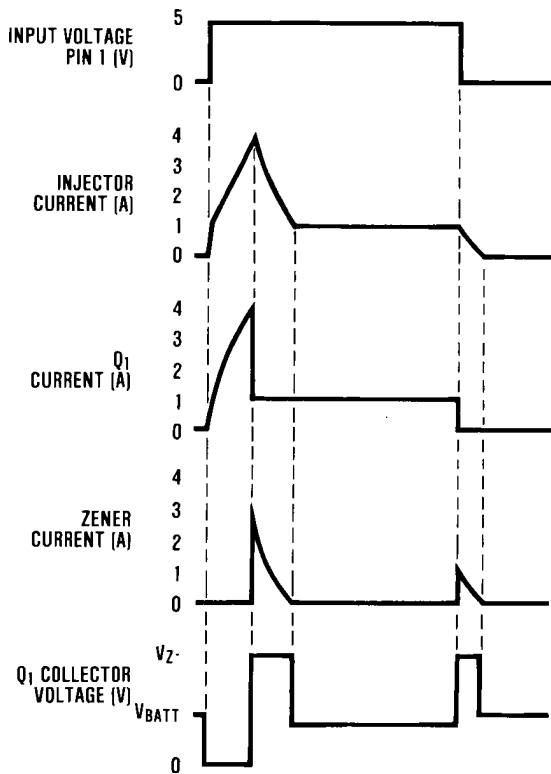 INPUT VOLTAGE
PIN 1 (V)
5
0
INJECTOR
CURRENT (A)
4
3
2
1
0
Q1
CURRENT (A)
4
3
2
1
0
ZENER
CURRENT (A)
4
3
2
1
0
Q1 COLLECTOR
VOLTAGE (V)
VZ
VBATT
0